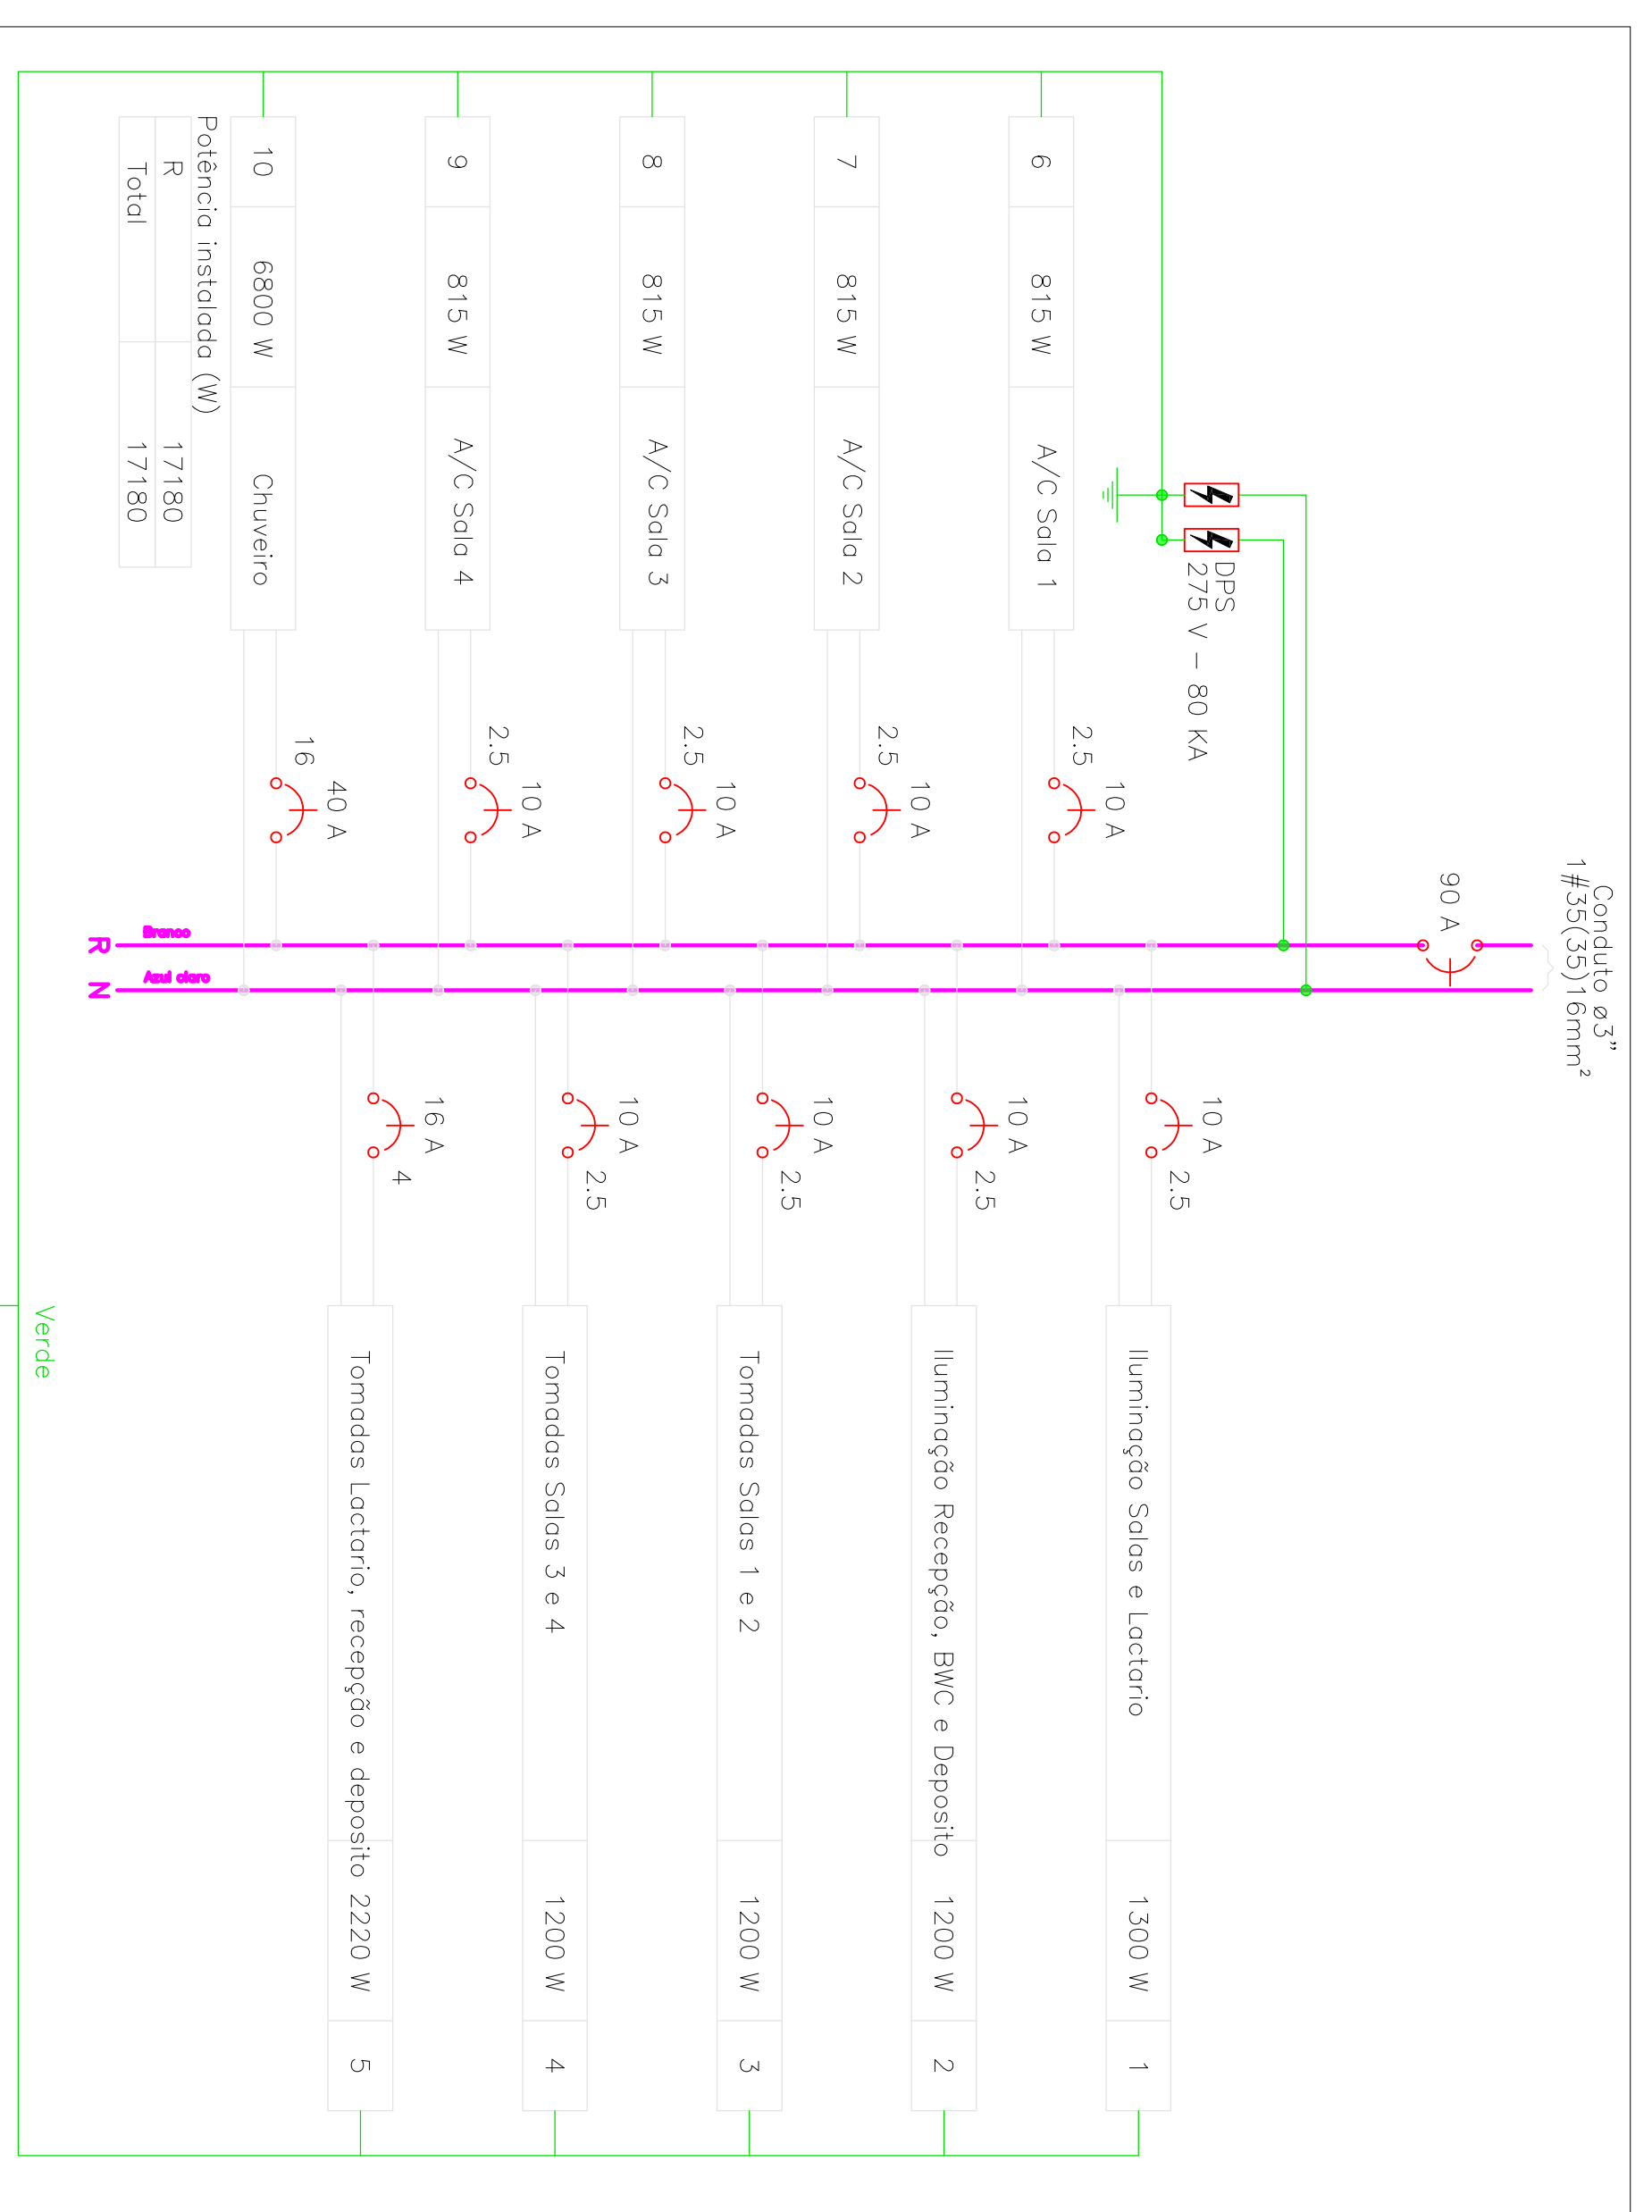 Conduto ø3"
1#35(35)16mm²
90 A
DPS
275 V - 80 KA
10 A
2.5
Iluminação Salas e Lactario
1300 W
1
6
815 W
A/C Sala 1
2.5
10 A
10 A
2.5
Iluminação Recepção, BWC e Deposito
1200 W
2
7
815 W
A/C Sala 2
2.5
10 A
10 A
2.5
Tomadas Salas 1 e 2
1200 W
3
8
815 W
A/C Sala 3
2.5
10 A
10 A
2.5
Tomadas Salas 3 e 4
1200 W
4
9
815 W
A/C Sala 4
2.5
10 A
16 A
4
Tomadas Lactario, recepção e deposito
2220 W
5
10
6800 W
Chuveiro
16
40 A
Potência instalada (W)
R 17180
Total 17180
Branco
Azul claro
R
N
Verde